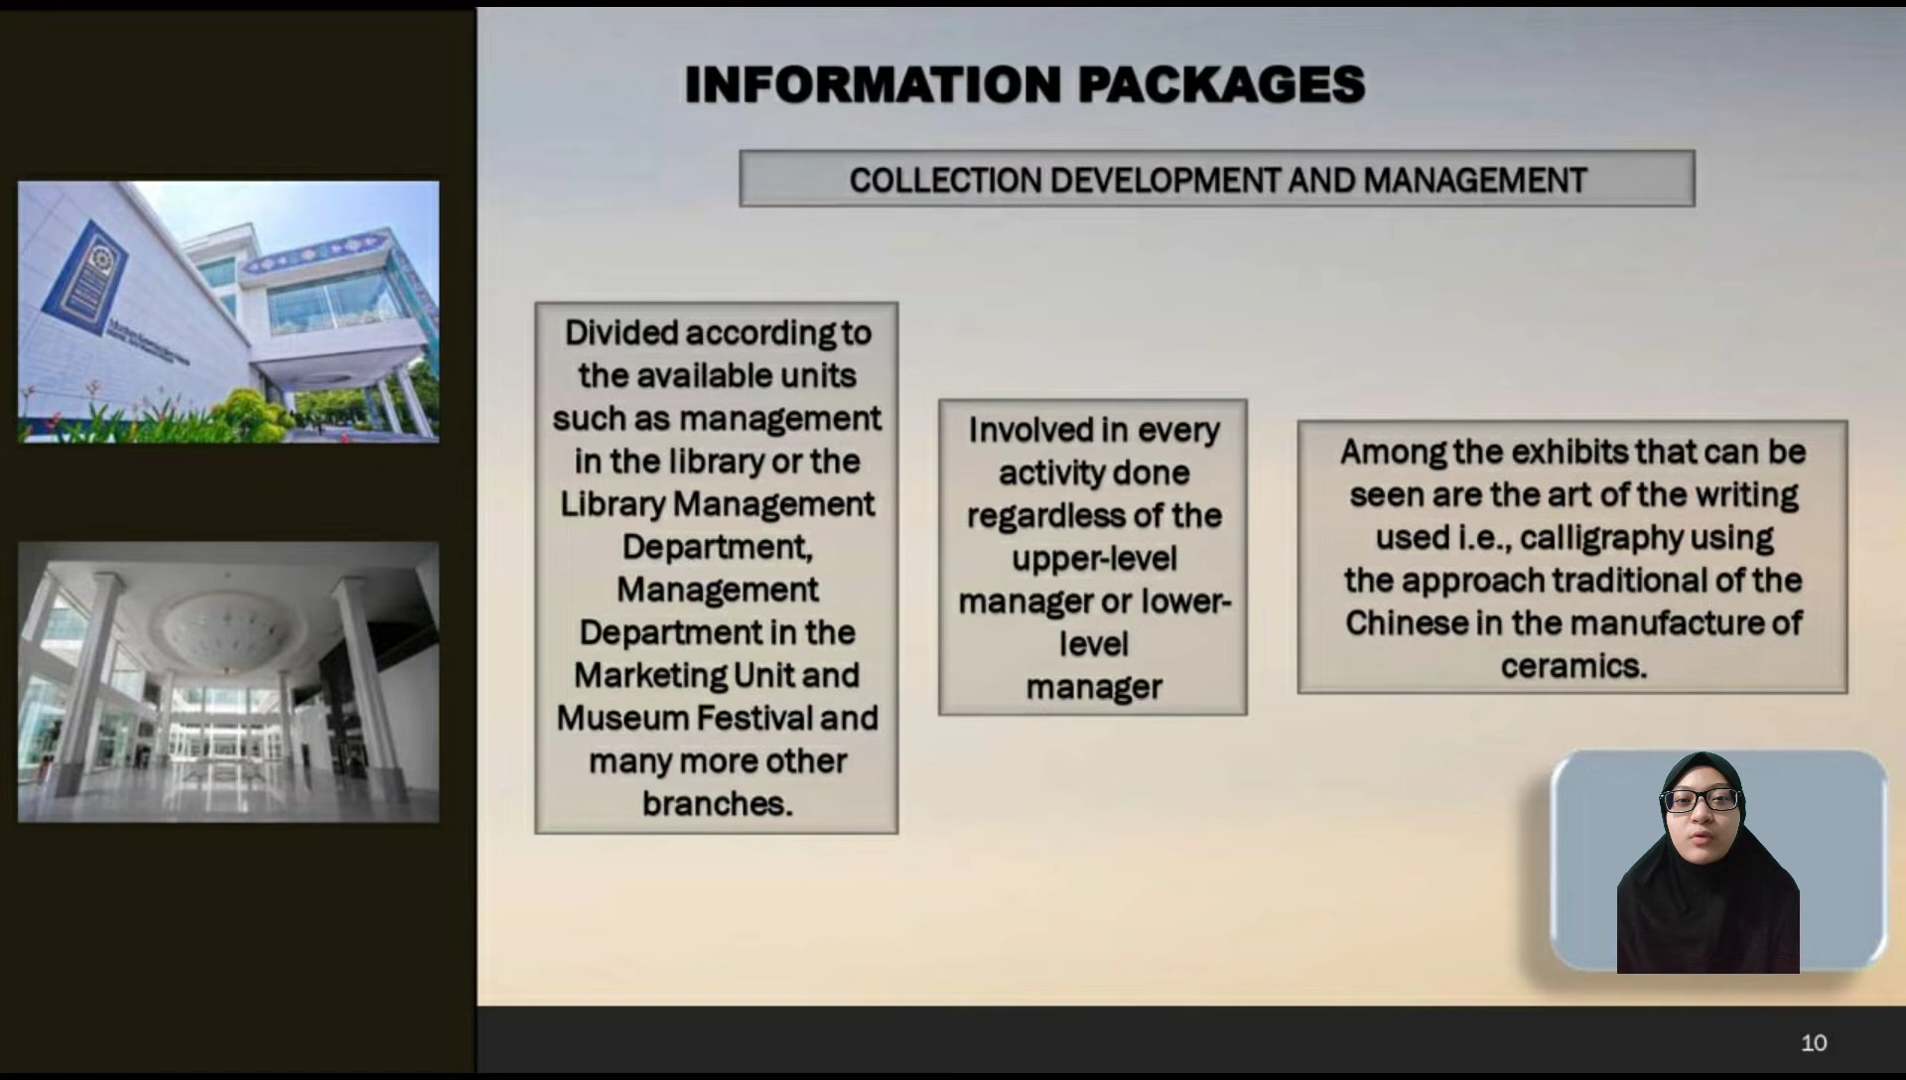 INFORMATION PACKAGES
COLLECTION DEVELOPMENT AND MANAGEMENT
Divided according to
the available units
such as management
in the library or the
Library Management
Department,
Management
Department in the
Marketing Unit and
Museum Festival and
many more other
branches.
Involved in every
activity done
regardless of the
upper-level
manager or lower-
level
manager
Among the exhibits that can be
seen are the art of the writing
used i.e., calligraphy using
the approach traditional of the
Chinese in the manufacture of
ceramics.
10